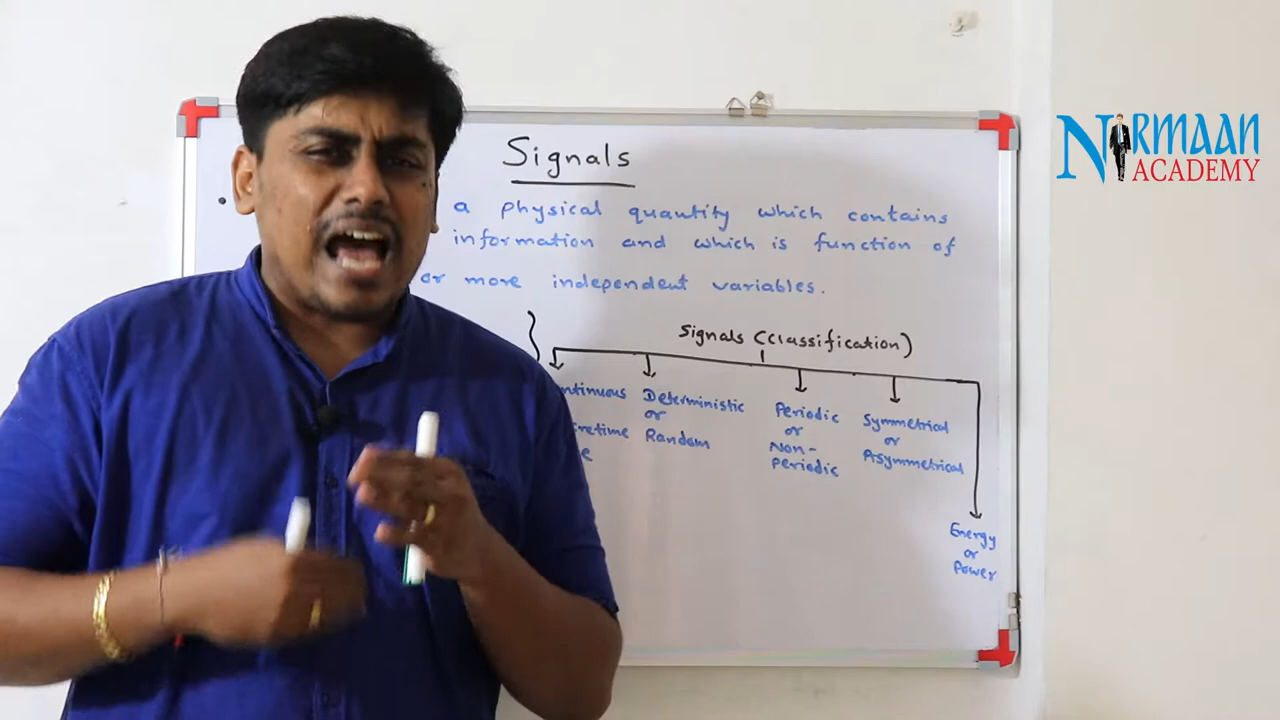 NIRMAAN
ACADEMY
Signals
a physical quantity which contains
information and which is function of
or more independent variables.
Signals (Classification)
Deterministic
or
Random
Periodic
or
Non-
Periodic
Symmetrical
or
Asymmetrical
Energy
or
Power